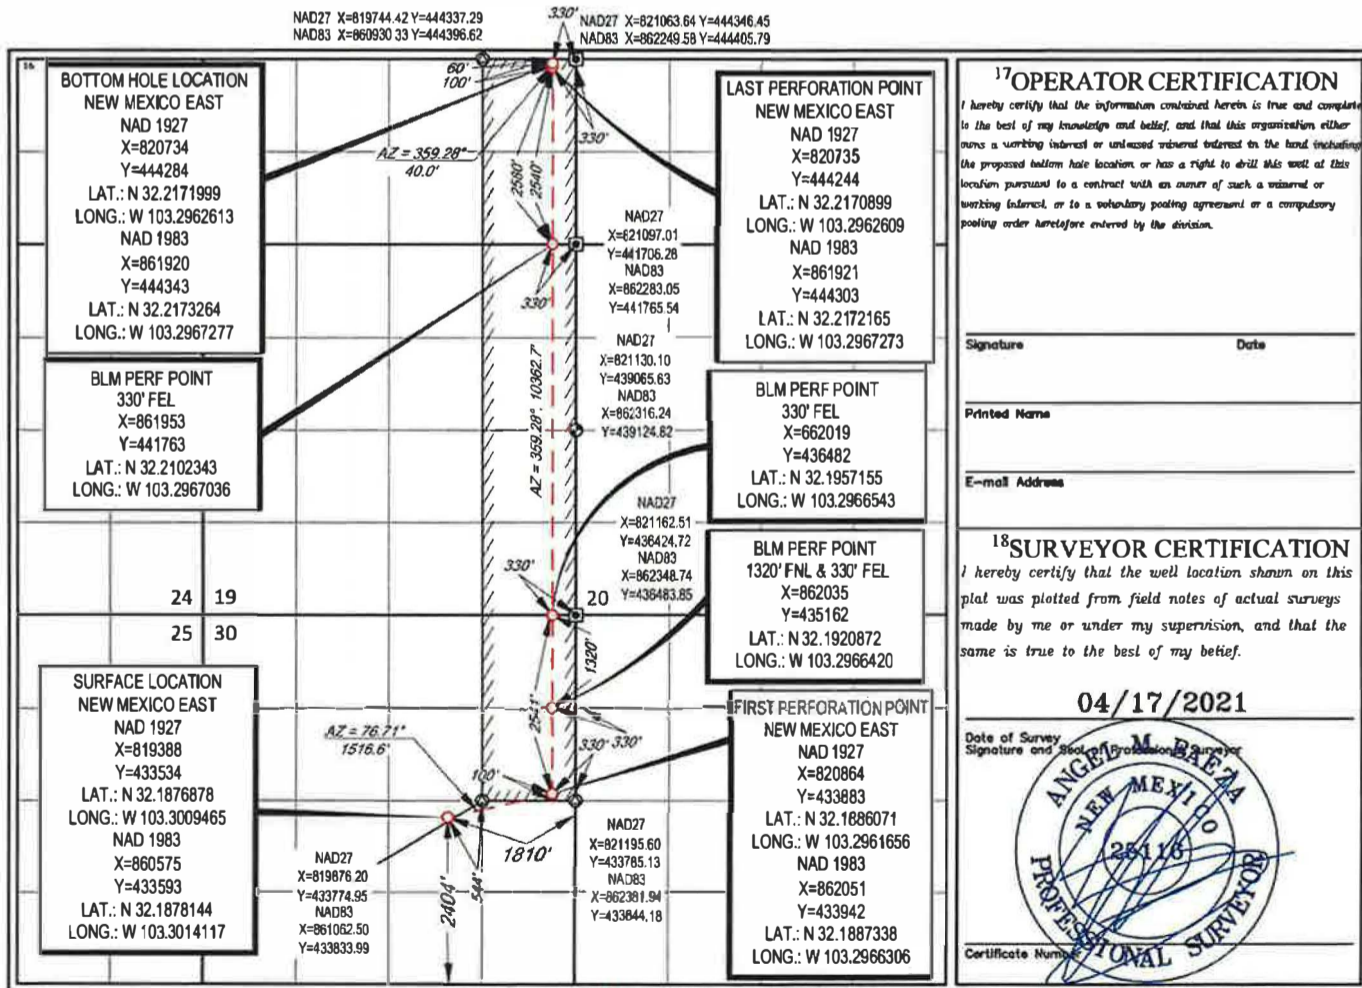 NAD27 X=819744.42 Y=444337.29
NAD83 X=860930 33 Y=444396.62
330'
NAD27 X=821063.64 Y=444346.45
NAD83 X=862249.58 Y=444405.79
16
BOTTOM HOLE LOCATION
NEW MEXICO EAST
NAD 1927
X=820734
Y=444284
LAT.: N 32.2171999
LONG.: W 103.2962613
NAD 1983
X=861920
Y=444343
LAT.: N 32.2173264
LONG.: W 103.2967277
60'
100'
330'
AZ = 359.28°
40.0'
2580'
2540'
LAST PERFORATION POINT
NEW MEXICO EAST
NAD 1927
X=820735
Y=444244
LAT.: N 32.2170899
LONG.: W 103.2962609
NAD 1983
X=861921
Y=444303
LAT.: N 32.2172165
LONG.: W 103.2967273
NAD27
X=821097.01
Y=441706.28
NAD83
X=862283.05
Y=441765.54
330'
BLM PERF POINT
330' FEL
X=861953
Y=441763
LAT.: N 32.2102343
LONG.: W 103.2967036
NAD27
X=821130.10
Y=439065.63
NAD83
X=862316.24
Y=439124.82
AZ = 359.28°, 10362.7'
BLM PERF POINT
330' FEL
X=662019
Y=436482
LAT.: N 32.1957155
LONG.: W 103.2966543
NAD27
X=821162.51
Y=436424.72
NAD83
X=862348.74
Y=436483.85
330'
BLM PERF POINT
1320' FNL & 330' FEL
X=862035
Y=435162
LAT.: N 32.1920872
LONG.: W 103.2966420
24 19
20
25 30
1320'
2541'
330'
330'
100'
SURFACE LOCATION
NEW MEXICO EAST
NAD 1927
X=819388
Y=433534
LAT.: N 32.1876878
LONG.: W 103.3009465
NAD 1983
X=860575
Y=433593
LAT.: N 32.1878144
LONG.: W 103.3014117
AZ = 76.71°
1516.6'
FIRST PERFORATION POINT
NEW MEXICO EAST
NAD 1927
X=820864
Y=433883
LAT.: N 32.1886071
LONG.: W 103.2961656
NAD 1983
X=862051
Y=433942
LAT.: N 32.1887338
LONG.: W 103.2966306
1810'
544'
2404'
NAD27
X=819876.20
Y=433774.95
NAD83
X=861062.50
Y=433833.99
NAD27
X=821195.60
Y=433785.13
NAD83
X=862381.94
Y=433844.18
17 OPERATOR CERTIFICATION
I hereby certify that the information contained herein is true and complete
to the best of my knowledge and belief, and that this organization either
owns a working interest or unleased mineral interest in the land including
the proposed bottom hole location or has a right to drill this well at this
location pursuant to a contract with an owner of such a mineral or
working interest, or to a voluntary pooling agreement or a compulsory
pooling order heretofore entered by the division.
Signature Date
Printed Name
E-mail Address
18 SURVEYOR CERTIFICATION
I hereby certify that the well location shown on this
plat was plotted from field notes of actual surveys
made by me or under my supervision, and that the
same is true to the best of my belief.
04/17/2021
Date of Survey
Signature and Seal of Professional Surveyor
ANGEL M. BAEZA
NEW MEXICO
25116
PROFESSIONAL SURVEYOR
Certificate Number